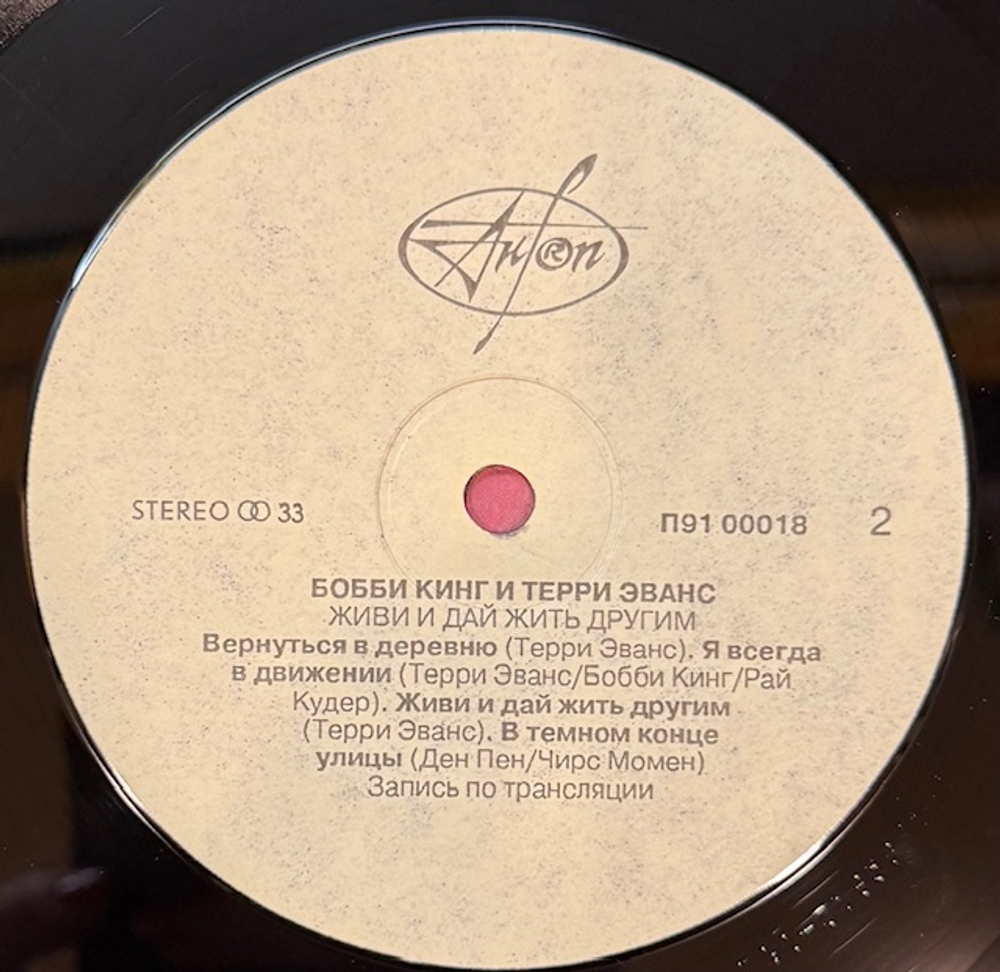 Антроп
STEREO 33
П91 00018 2
БОББИ КИНГ И ТЕРРИ ЭВАНС
ЖИВИ И ДАЙ ЖИТЬ ДРУГИМ
Вернуться в деревню (Терри Эванс). Я всегда
в движении (Терри Эванс/Бобби Кинг/Рай
Кудер). Живи и дай жить другим
(Терри Эванс). В темном конце
улицы (Ден Пен/Чирс Момен)
Запись по трансляции